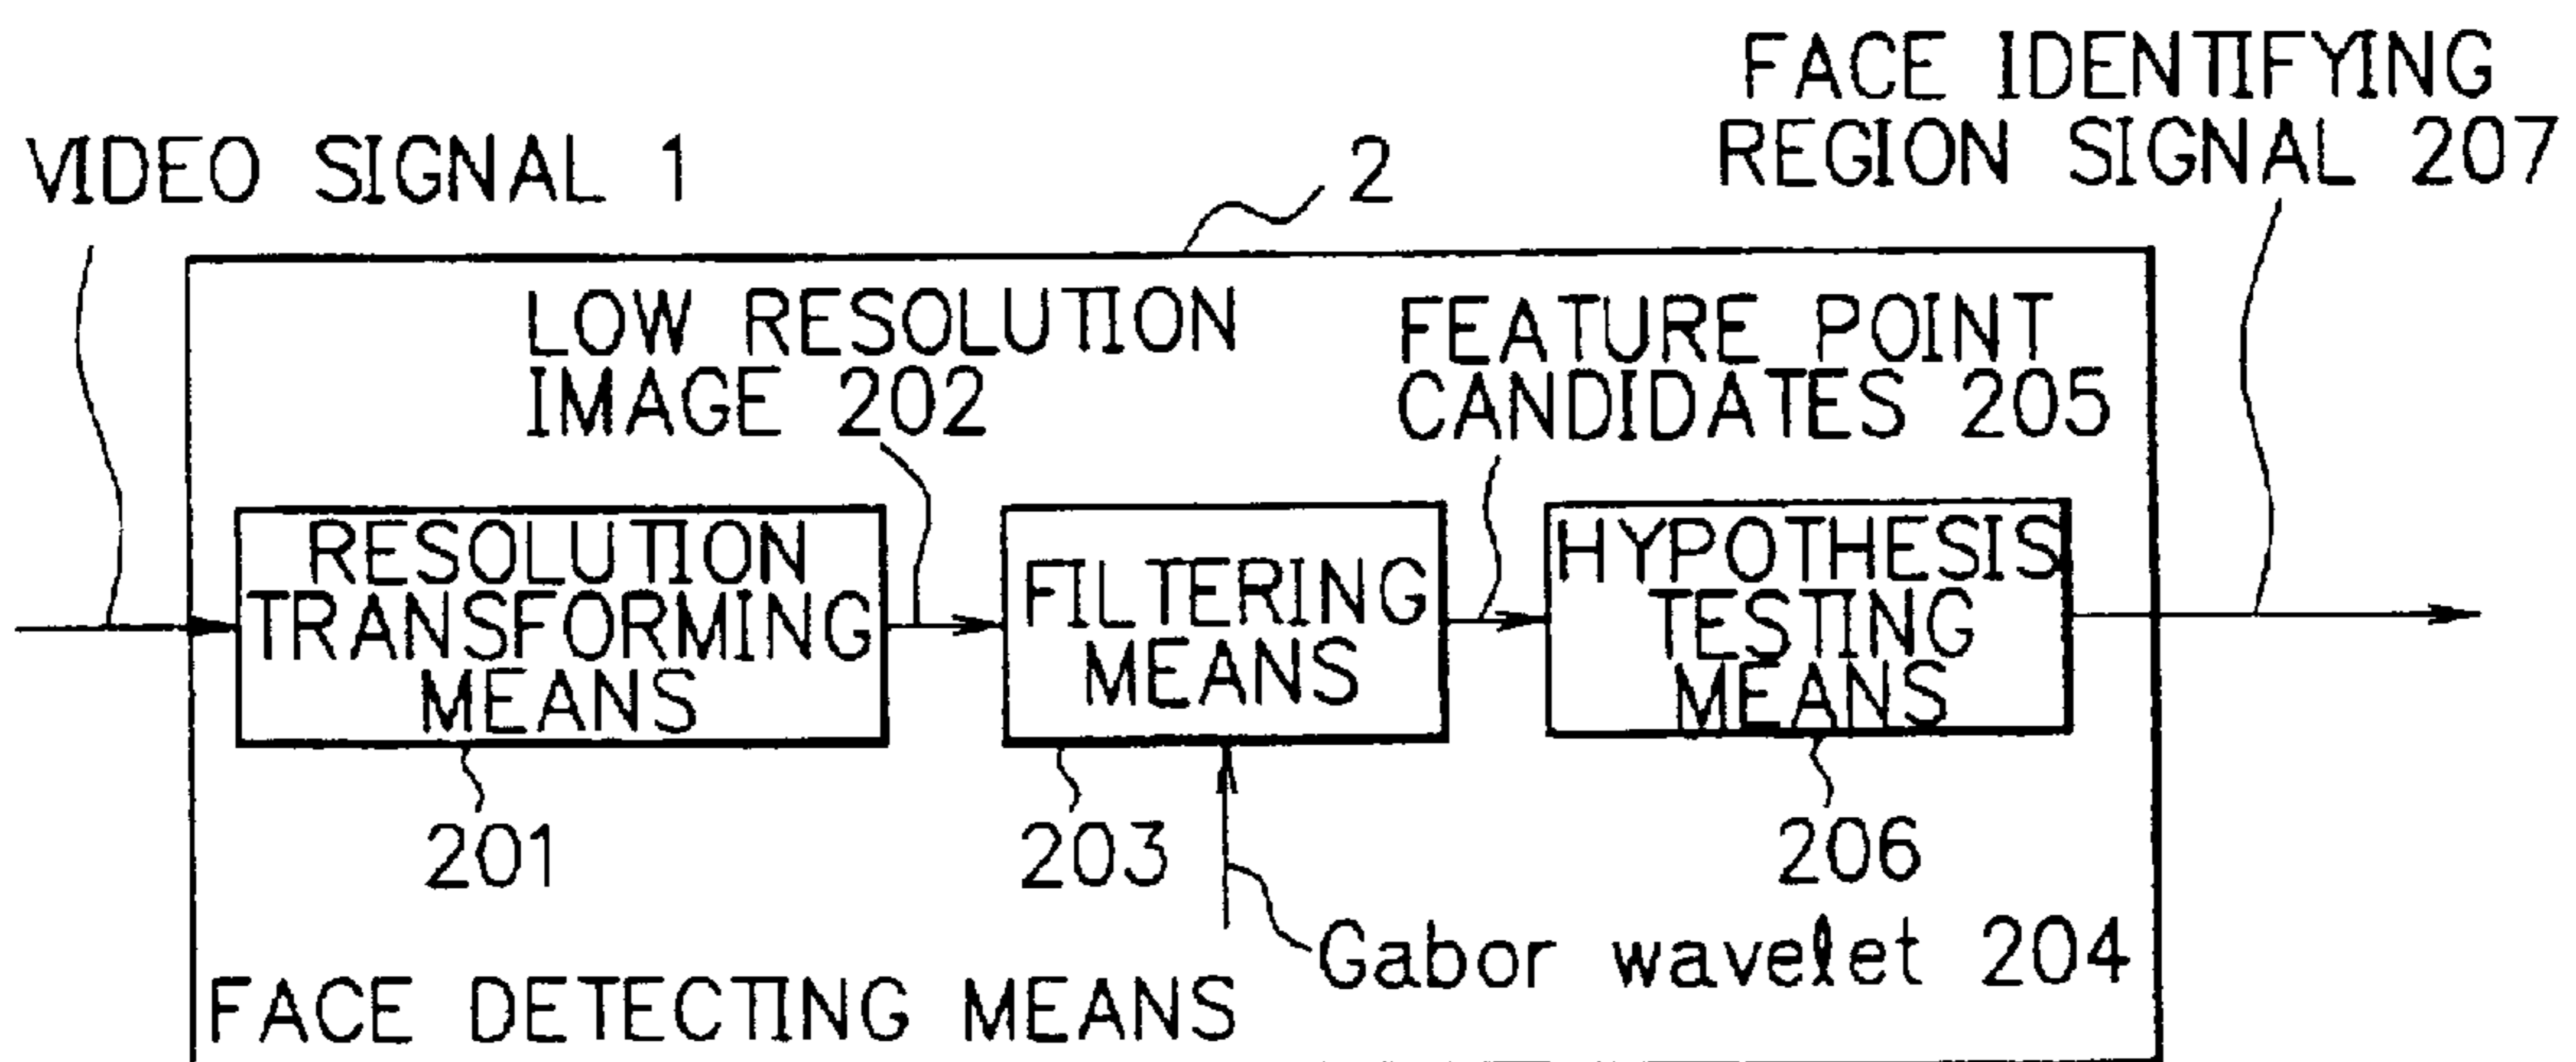 FACE IDENTIFYING
REGION SIGNAL 207
VIDEO SIGNAL 1
2
LOW RESOLUTION
IMAGE 202
FEATURE POINT
CANDIDATES 205
RESOLUTION
TRANSFORMING
MEANS
FILTERING
MEANS
HYPOTHESIS
TESTING
MEANS
201
203
206
Gabor wavelet 204
FACE DETECTING MEANS